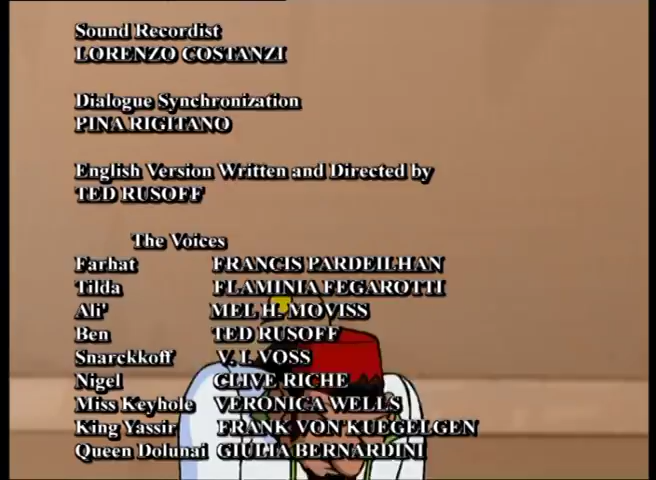 Sound Recordist
LORENZO COSTANZI
Dialogue Synchronization
PINA RIGITANO
English Version Written and Directed by
TED RUSOFF
The Voices
Farhat FRANCIS PARDEILHAN
Tilda FLAMINIA FEGAROTTI
Ali' MEL H. MOVISS
Ben TED RUSOFF
Snarckkoff V. I. VOSS
Nigel CLIVE RICHE
Miss Keyhole VERONICA WELLS
King Yassir FRANK VON KUEGELGEN
Queen Dolunai GIULIA BERNARDINI